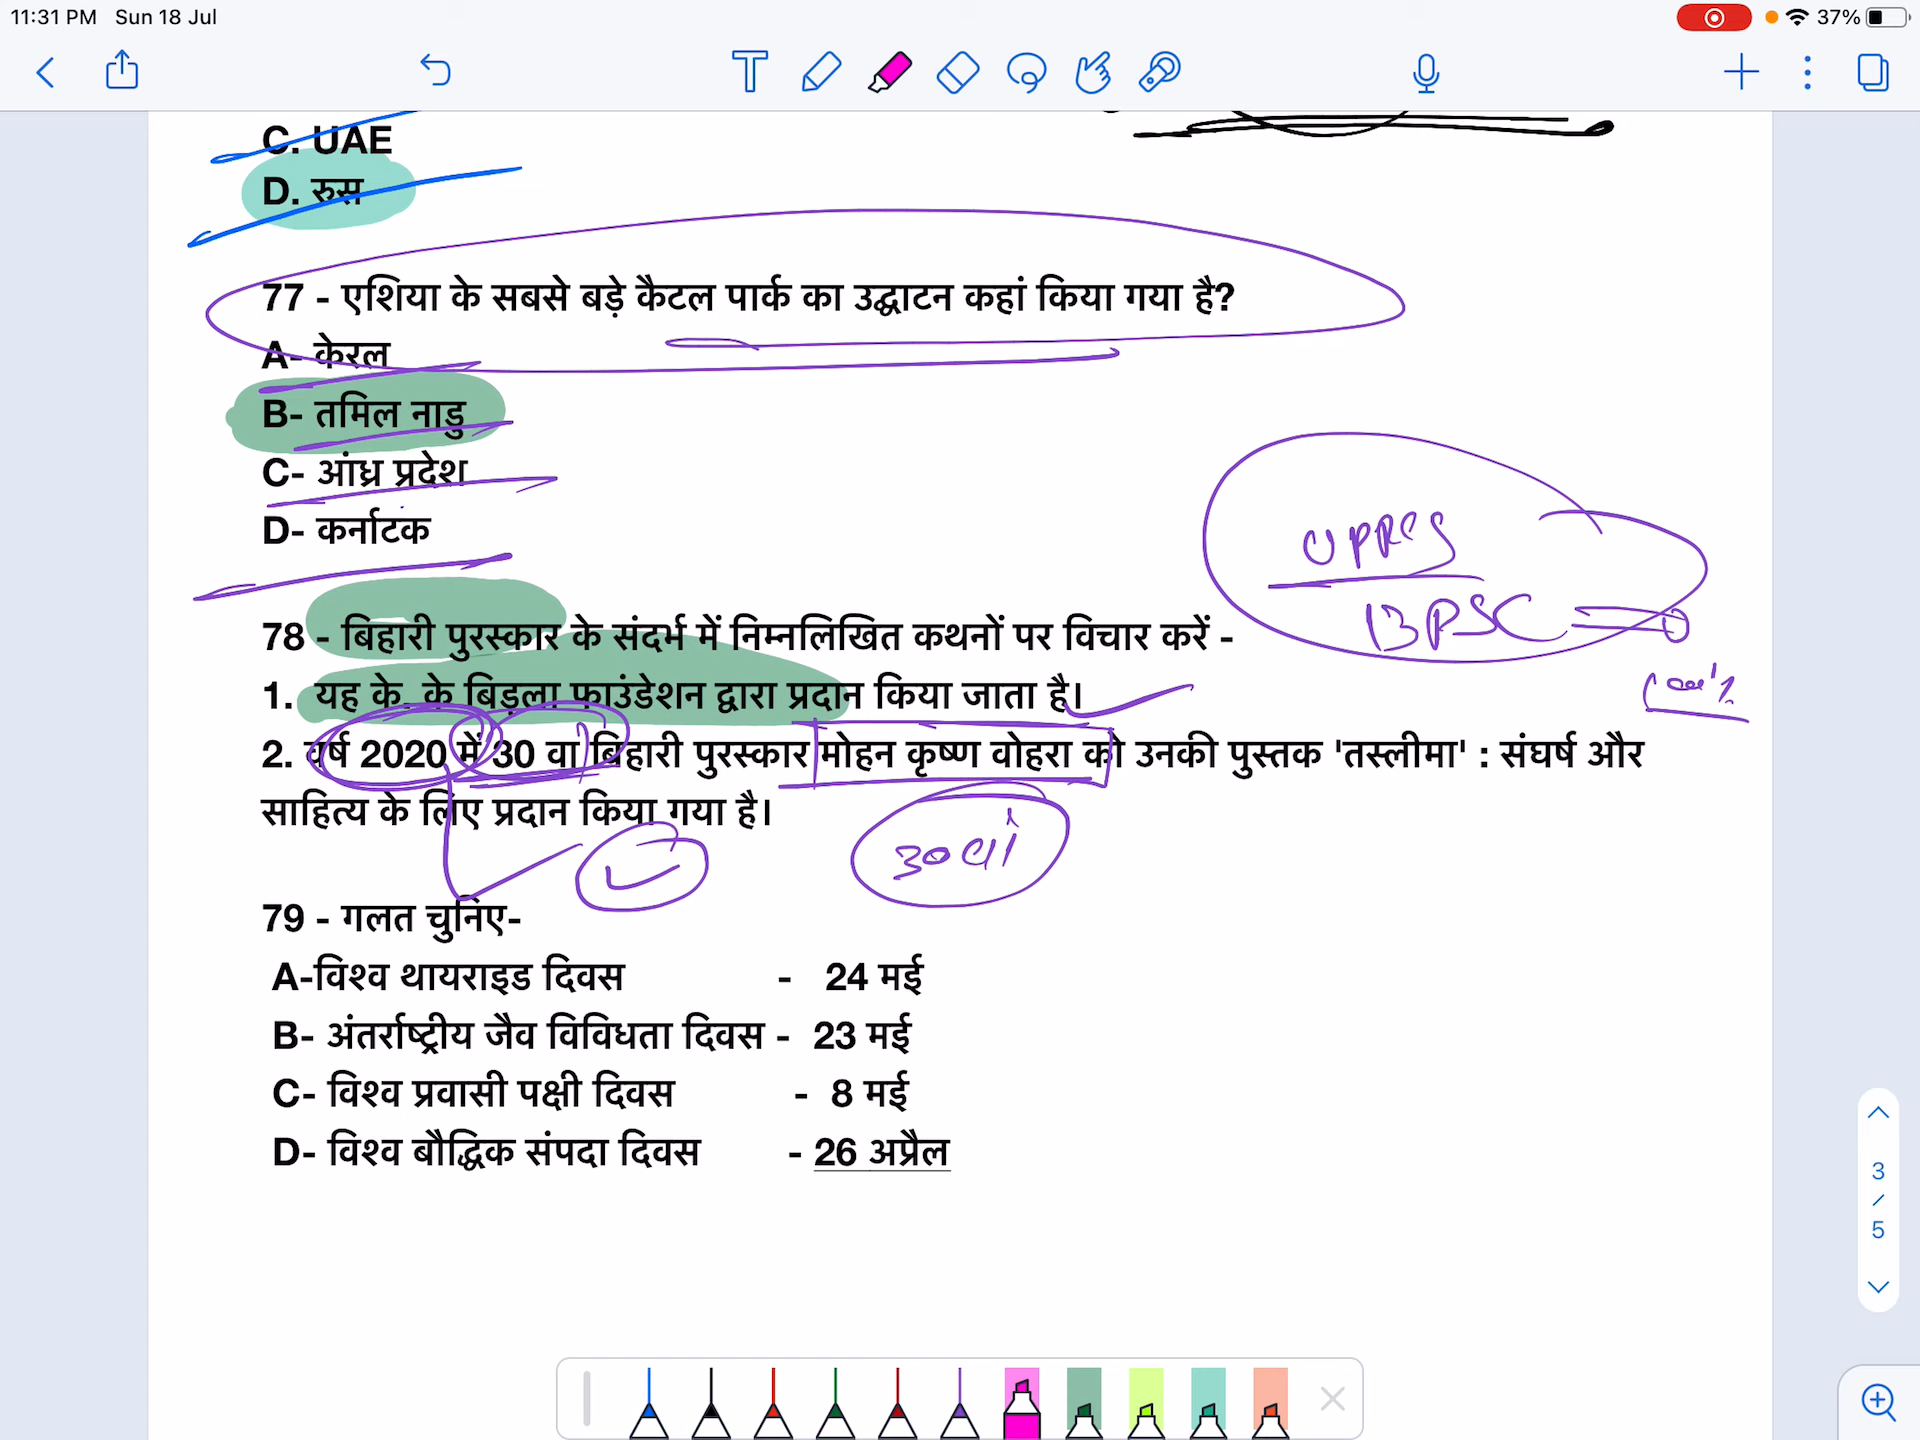 11:31 PM Sun 18 Jul
37%
C. UAE
D. रुस
77 - एशिया के सबसे बड़े कैटल पार्क का उद्घाटन कहां किया गया है?
A- केरल
B- तमिल नाडु
C- आंध्र प्रदेश
D- कर्नाटक
UPPCS
BPSC
78 - बिहारी पुरस्कार के संदर्भ में निम्नलिखित कथनों पर विचार करें -
1. यह के. के बिड़ला फाउंडेशन द्वारा प्रदान किया जाता है।
2. वर्ष 2020 में 30 वा बिहारी पुरस्कार मोहन कृष्ण वोहरा को उनकी पुस्तक 'तस्लीमा' : संघर्ष और
साहित्य के लिए प्रदान किया गया है।
30वां
79 - गलत चुनिए-
A-विश्व थायराइड दिवस - 24 मई
B- अंतर्राष्ट्रीय जैव विविधता दिवस - 23 मई
C- विश्व प्रवासी पक्षी दिवस - 8 मई
D- विश्व बौद्धिक संपदा दिवस - 26 अप्रैल
3
/
5